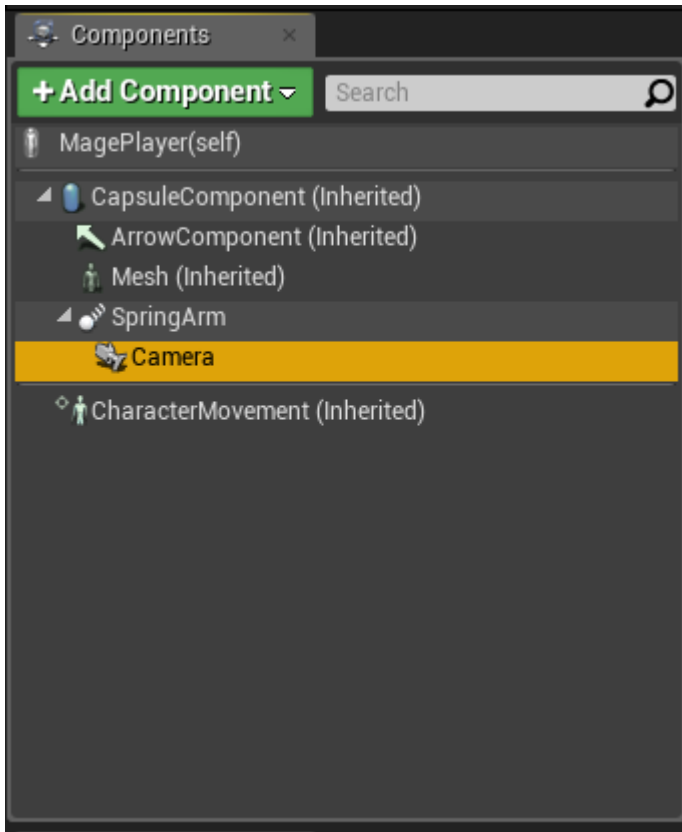 Components
+ Add Component
Search
MagePlayer(self)
CapsuleComponent (Inherited)
ArrowComponent (Inherited)
Mesh (Inherited)
SpringArm
Camera
CharacterMovement (Inherited)